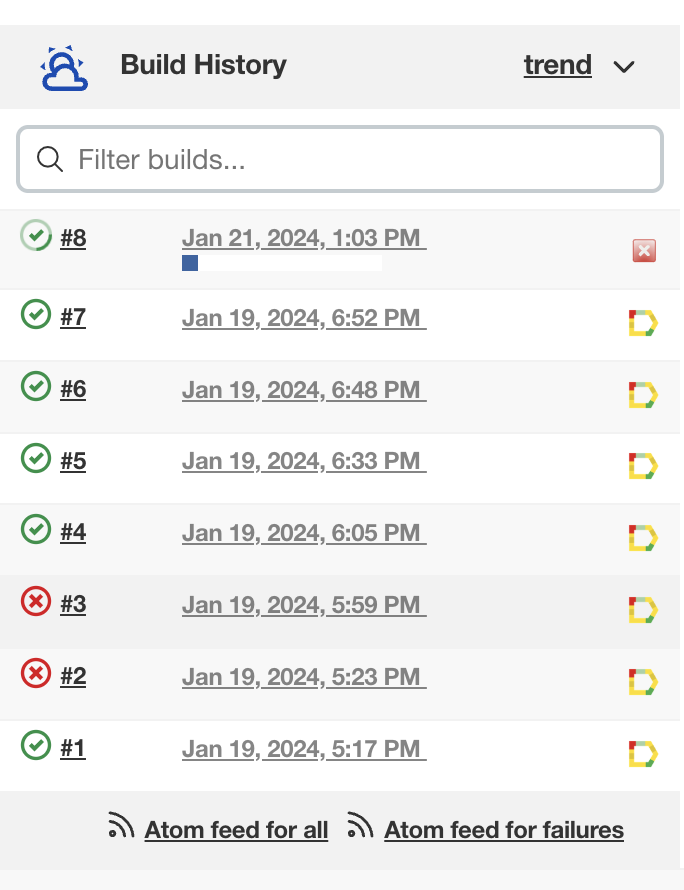 Build History trend
Filter builds...
#8 Jan 21, 2024, 1:03 PM
#7 Jan 19, 2024, 6:52 PM
#6 Jan 19, 2024, 6:48 PM
#5 Jan 19, 2024, 6:33 PM
#4 Jan 19, 2024, 6:05 PM
#3 Jan 19, 2024, 5:59 PM
#2 Jan 19, 2024, 5:23 PM
#1 Jan 19, 2024, 5:17 PM
Atom feed for all Atom feed for failures